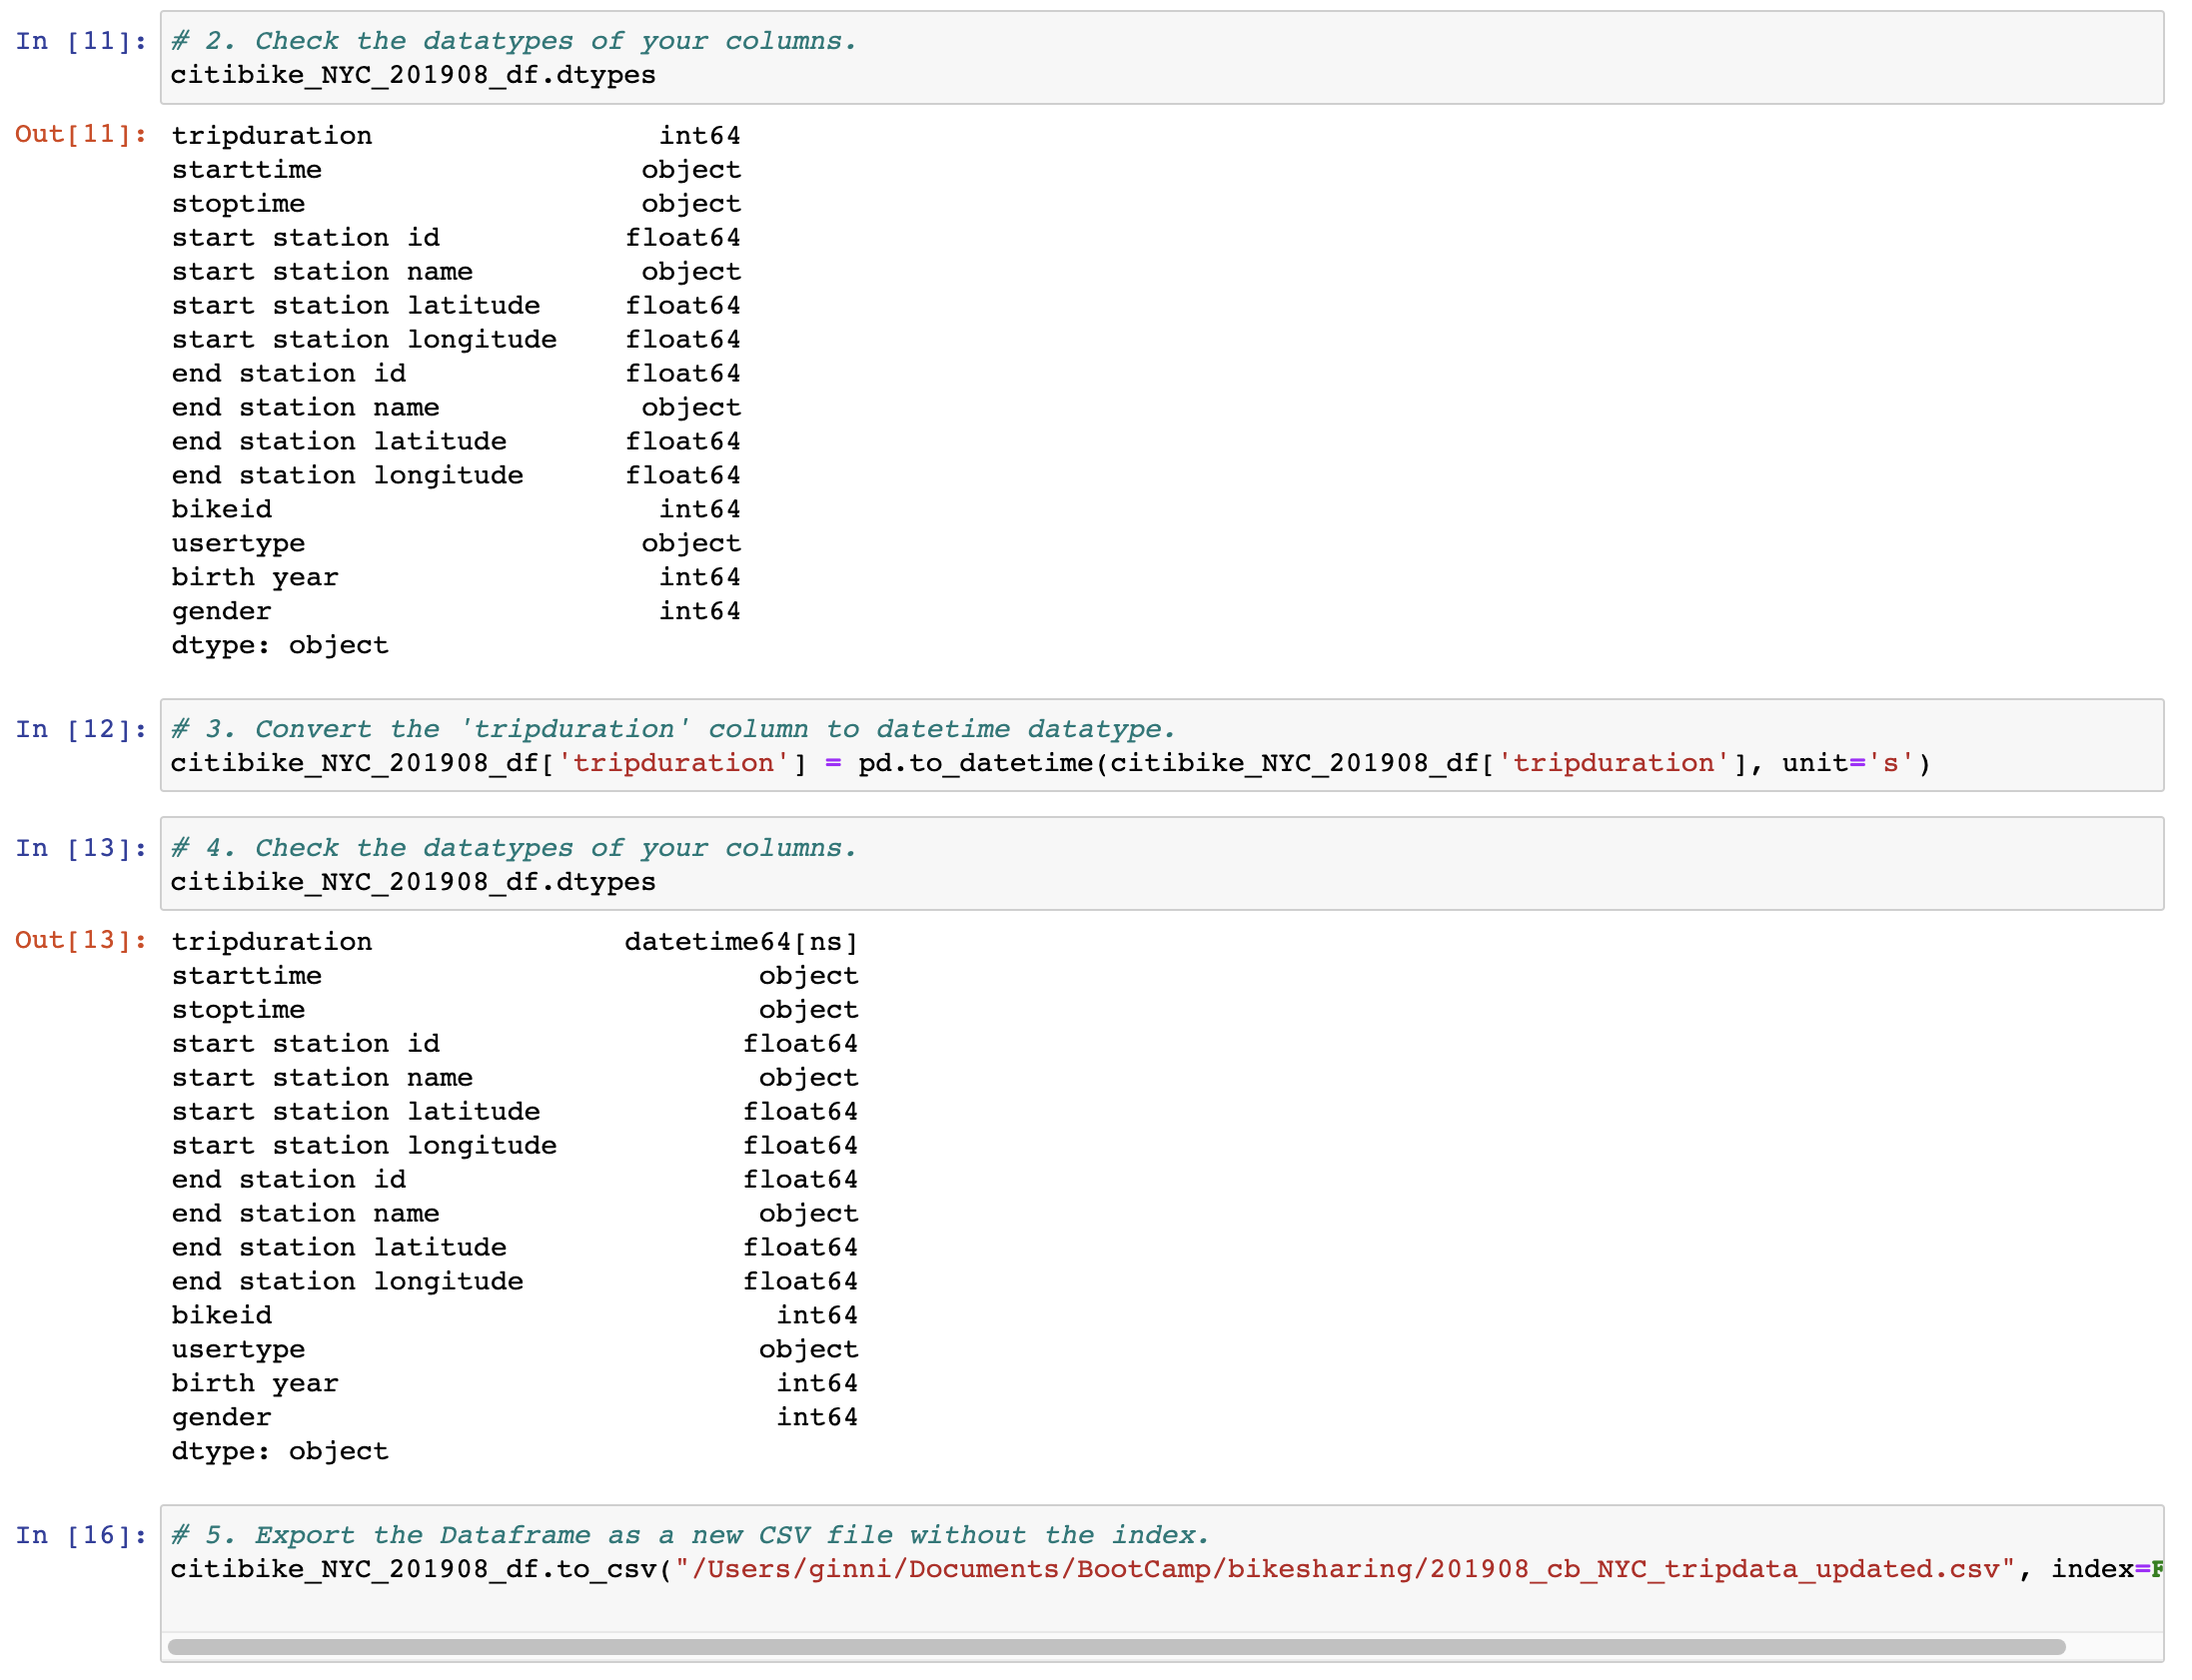 In [11]: # 2. Check the datatypes of your columns.
citibike_NYC_201908_df.dtypes
Out[11]: tripduration                 int64
starttime                   object
stoptime                    object
start station id           float64
start station name          object
start station latitude     float64
start station longitude    float64
end station id             float64
end station name            object
end station latitude       float64
end station longitude      float64
bikeid                       int64
usertype                    object
birth year                   int64
gender                       int64
dtype: object
In [12]: # 3. Convert the 'tripduration' column to datetime datatype.
citibike_NYC_201908_df['tripduration'] = pd.to_datetime(citibike_NYC_201908_df['tripduration'], unit='s')
In [13]: # 4. Check the datatypes of your columns.
citibike_NYC_201908_df.dtypes
Out[13]: tripduration               datetime64[ns]
starttime                          object
stoptime                           object
start station id                  float64
start station name                 object
start station latitude            float64
start station longitude           float64
end station id                    float64
end station name                   object
end station latitude              float64
end station longitude             float64
bikeid                              int64
usertype                           object
birth year                          int64
gender                              int64
dtype: object
In [16]: # 5. Export the Dataframe as a new CSV file without the index.
citibike_NYC_201908_df.to_csv("/Users/ginni/Documents/BootCamp/bikesharing/201908_cb_NYC_tripdata_updated.csv", index=F